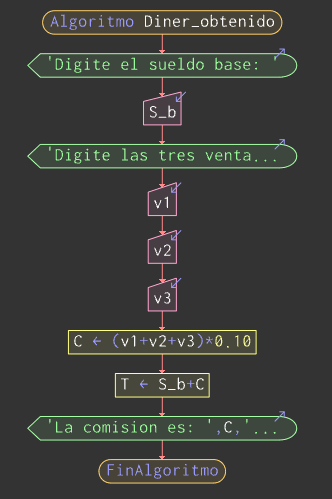 Algoritmo Diner_obtenido
'Digite el sueldo base: '
S_b
'Digite las tres venta...
v1
v2
v3
C ← (v1+v2+v3)*0.10
T ← S_b+C
'La comision es: ',C,'...
FinAlgoritmo